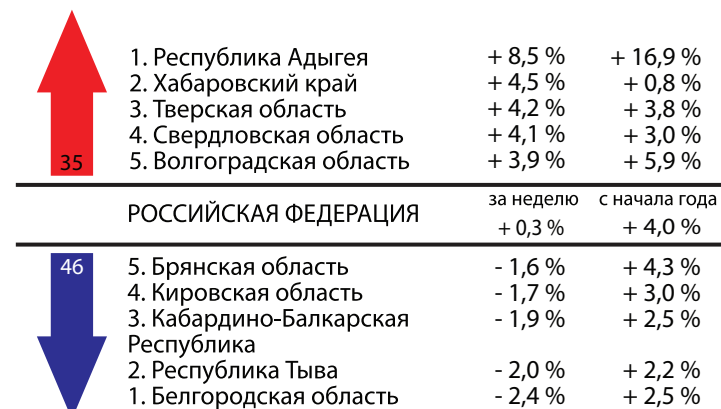 1. Республика Адыгея + 8,5 % + 16,9 %
2. Хабаровский край + 4,5 % + 0,8 %
3. Тверская область + 4,2 % + 3,8 %
4. Свердловская область + 4,1 % + 3,0 %
35 5. Волгоградская область + 3,9 % + 5,9 %
за неделю с начала года
РОССИЙСКАЯ ФЕДЕРАЦИЯ + 0,3 % + 4,0 %
46 5. Брянская область - 1,6 % + 4,3 %
4. Кировская область - 1,7 % + 3,0 %
3. Кабардино-Балкарская - 1,9 % + 2,5 %
Республика
2. Республика Тыва - 2,0 % + 2,2 %
1. Белгородская область - 2,4 % + 2,5 %